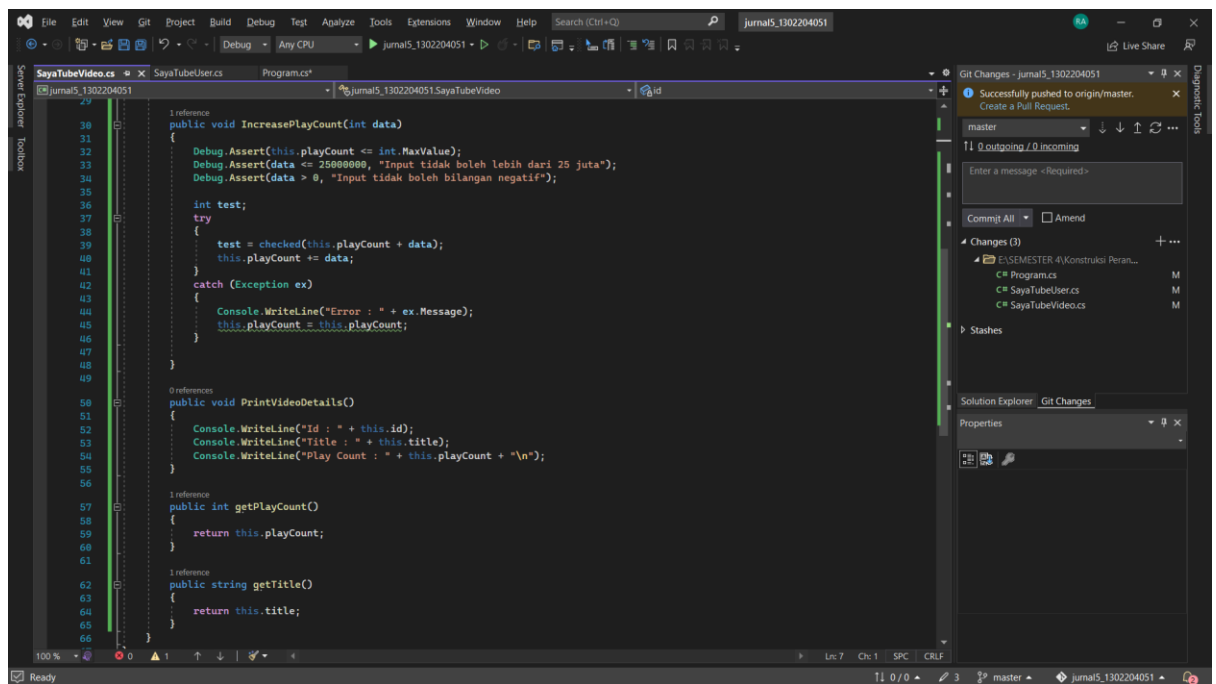 File Edit View Git Project Build Debug Test Analyze Tools Extensions Window Help Search (Ctrl+Q) jurnal5_1302204051 RA
Debug Any CPU jurnal5_1302204051 Live Share
Server Explorer
Toolbox
SayaTubeVideo.cs SayaTubeUser.cs Program.cs*
jurnal5_1302204051 jurnal5_1302204051.SayaTubeVideo id
29
1 reference
30 public void IncreasePlayCount(int data)
31 {
32 Debug.Assert(this.playCount <= int.MaxValue);
33 Debug.Assert(data <= 25000000, "Input tidak boleh lebih dari 25 juta");
34 Debug.Assert(data > 0, "Input tidak boleh bilangan negatif");
35
36 int test;
37 try
38 {
39 test = checked(this.playCount + data);
40 this.playCount += data;
41 }
42 catch (Exception ex)
43 {
44 Console.WriteLine("Error : " + ex.Message);
45 this.playCount = this.playCount;
46 }
47
48 }
49
0 references
50 public void PrintVideoDetails()
51 {
52 Console.WriteLine("Id : " + this.id);
53 Console.WriteLine("Title : " + this.title);
54 Console.WriteLine("Play Count : " + this.playCount + "\n");
55 }
56
1 reference
57 public int getPlayCount()
58 {
59 return this.playCount;
60 }
61
1 reference
62 public string getTitle()
63 {
64 return this.title;
65 }
66 }
100 % 0 1 Ln: 7 Ch: 1 SPC CRLF
Git Changes - jurnal5_1302204051
Successfully pushed to origin/master.
Create a Pull Request.
master
0 outgoing / 0 incoming
Enter a message <Required>
Commit All Amend
Changes (3)
E:\SEMESTER 4\Konstruksi Peran...
C# Program.cs M
C# SayaTubeUser.cs M
C# SayaTubeVideo.cs M
Stashes
Solution Explorer Git Changes
Properties
Diagnostic Tools
Ready 0 / 0 3 master jurnal5_1302204051 2